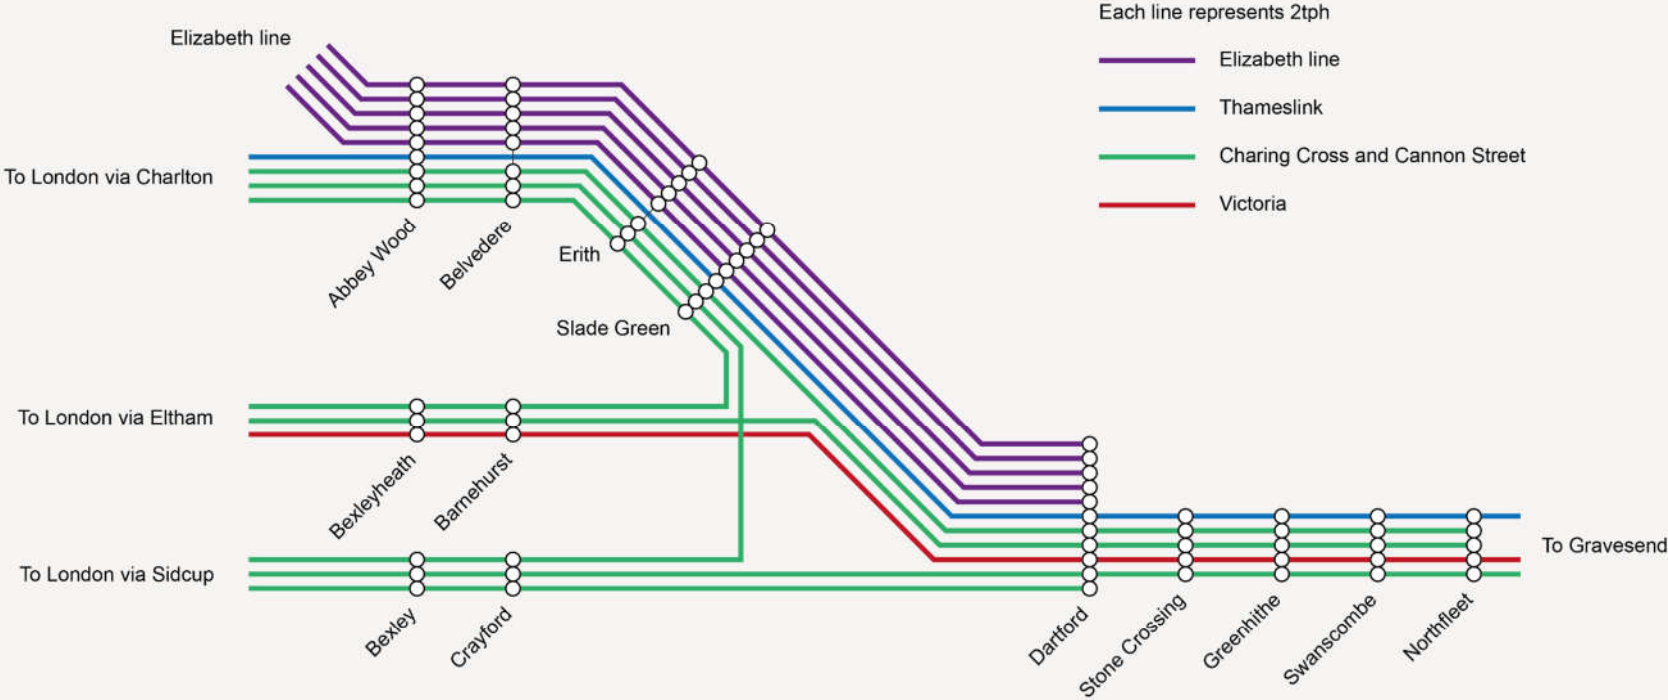 Each line represents 2tph
Elizabeth line
Elizabeth line
Thameslink
To London via Charlton
Charing Cross and Cannon Street
Victoria
Abbey Wood
Belvedere
Erith
Slade Green
To London via Eltham
Bexleyheath
Barnehurst
To Gravesend
To London via Sidcup
Bexley
Crayford
Dartford
Stone Crossing
Greenhithe
Swanscombe
Northfleet